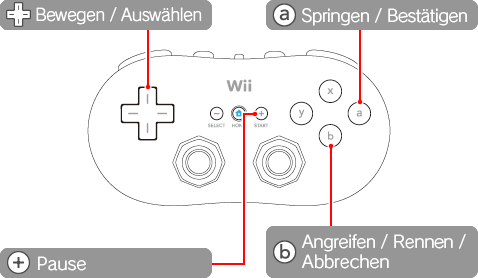 Bewegen / Auswählen
a Springen / Bestätigen
Wii
x
y
a
b
− + 
SELECT HOME START
+ Pause
b Angreifen / Rennen /
Abbrechen